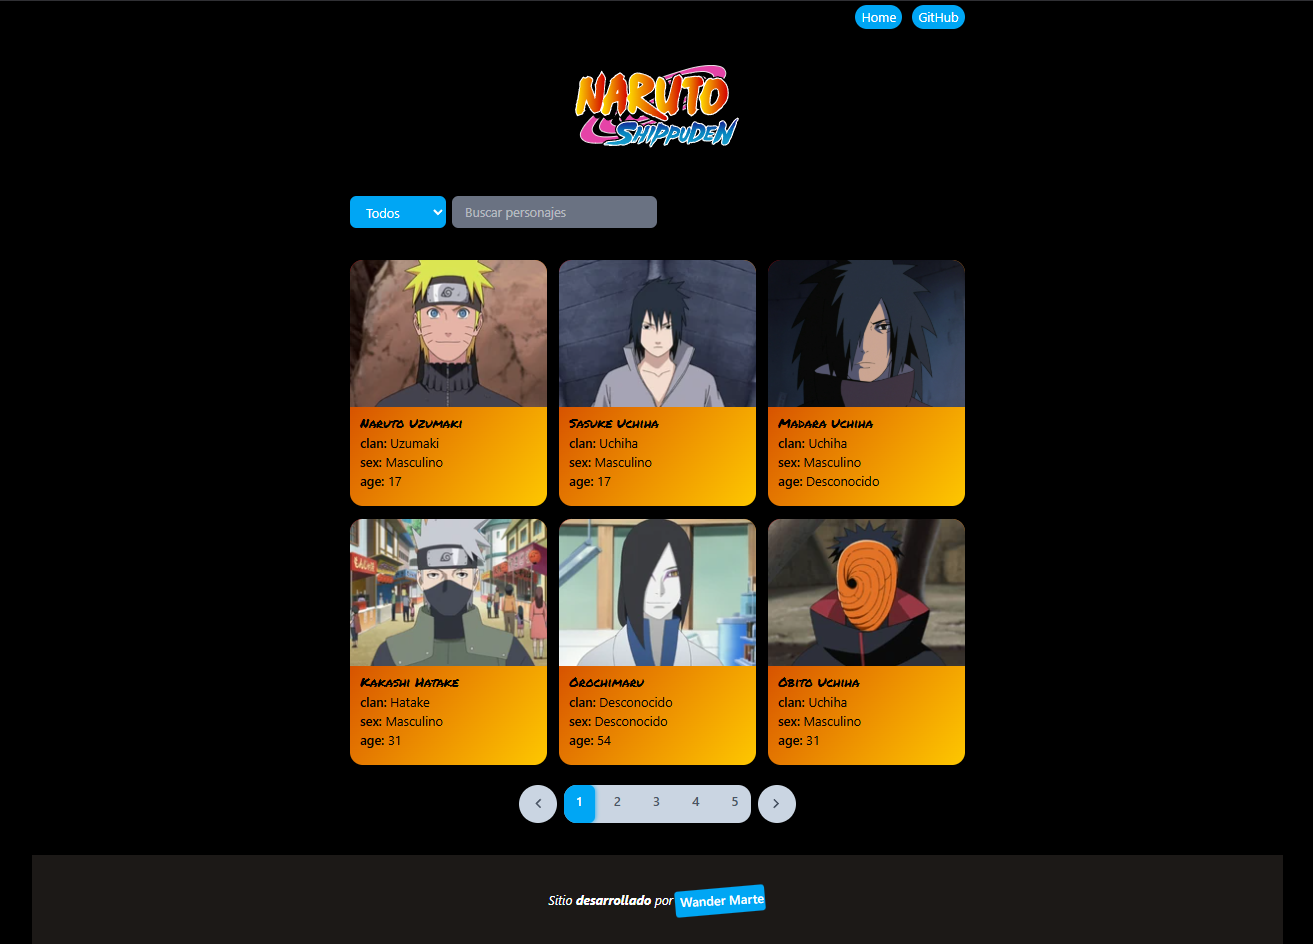 Home GitHub
NARUTO
SHIPPUDEN
Todos Buscar personajes
Naruto Uzumaki
clan: Uzumaki
sex: Masculino
age: 17
Sasuke Uchiha
clan: Uchiha
sex: Masculino
age: 17
Madara Uchiha
clan: Uchiha
sex: Masculino
age: Desconocido
Kakashi Hatake
clan: Hatake
sex: Masculino
age: 31
Orochimaru
clan: Desconocido
sex: Desconocido
age: 54
Obito Uchiha
clan: Uchiha
sex: Masculino
age: 31
1 2 3 4 5
Sitio desarrollado por Wander Marte